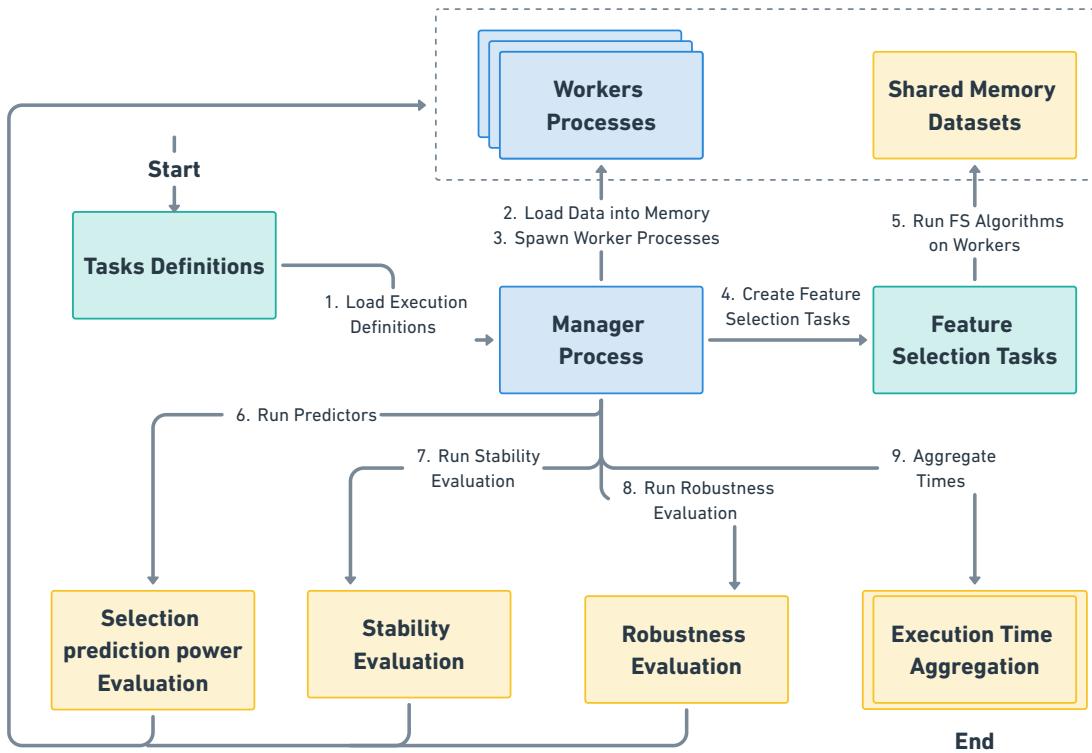 Workers
Processes
Shared Memory
Datasets
Start
Tasks Definitions
2. Load Data into Memory
3. Spawn Worker Processes
5. Run FS Algorithms
on Workers
1. Load Execution
Definitions
Manager
Process
4. Create Feature
Selection Tasks
Feature
Selection Tasks
6. Run Predictors
7. Run Stability
Evaluation
8. Run Robustness
Evaluation
9. Aggregate
Times
Selection
prediction power
Evaluation
Stability
Evaluation
Robustness
Evaluation
Execution Time
Aggregation
End